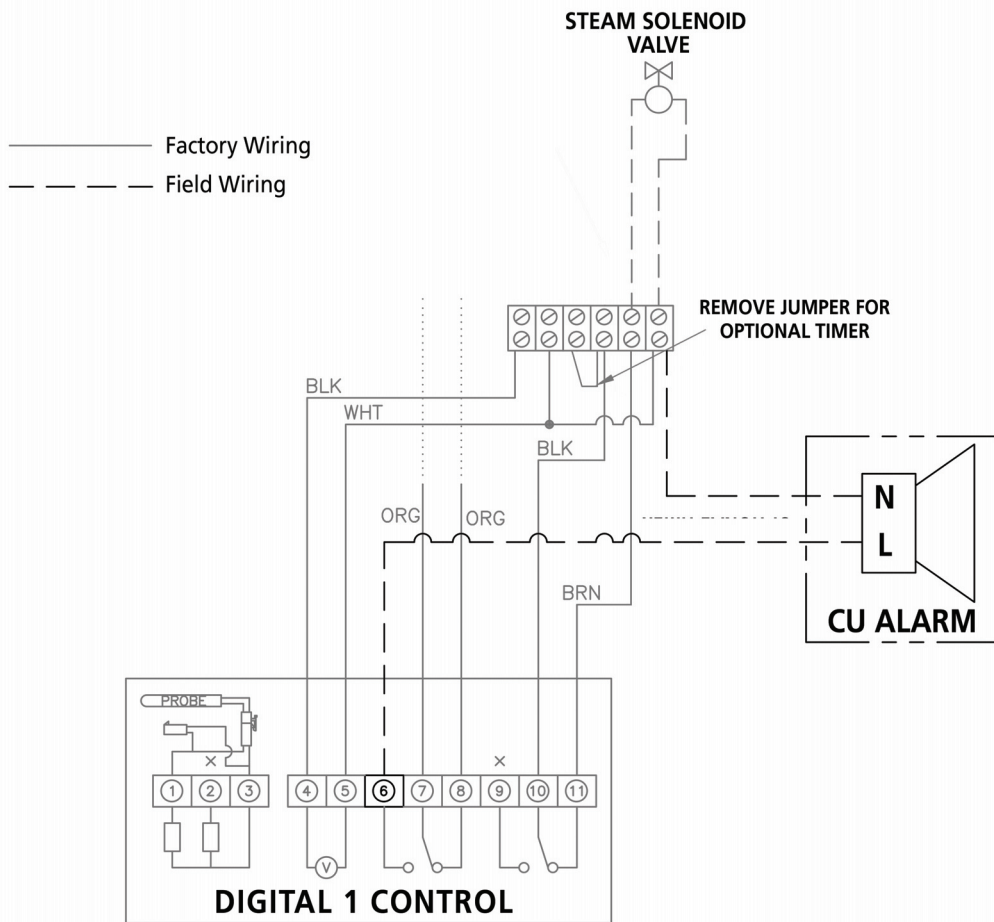 STEAM SOLENOID
VALVE
Factory Wiring
Field Wiring
REMOVE JUMPER FOR
OPTIONAL TIMER
BLK
WHT
BLK
ORG
ORG
N
L
BRN
CU ALARM
PROBE
1
2
3
4
5
6
7
8
9
10
11
V
DIGITAL 1 CONTROL